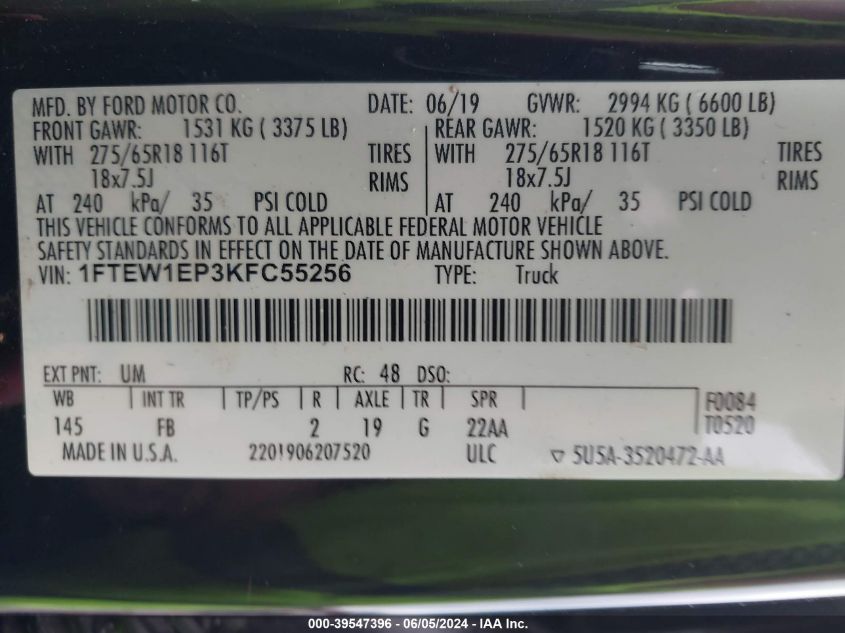 MFD. BY FORD MOTOR CO. DATE: 06/19 GVWR: 2994 KG ( 6600 LB)
FRONT GAWR: 1531 KG ( 3375 LB) REAR GAWR: 1520 KG ( 3350 LB)
WITH 275/65R18 116T TIRES WITH 275/65R18 116T TIRES
18x7.5J RIMS 18x7.5J RIMS
AT 240 kPa/ 35 PSI COLD AT 240 kPa/ 35 PSI COLD
THIS VEHICLE CONFORMS TO ALL APPLICABLE FEDERAL MOTOR VEHICLE
SAFETY STANDARDS IN EFFECT ON THE DATE OF MANUFACTURE SHOWN ABOVE.
VIN: 1FTEW1EP3KFC55256 TYPE: Truck
EXT PNT: UM RC: 48 DSO:
WB INT TR TP/PS R AXLE TR SPR F0084
145 FB 2 19 G 22AA T0520
MADE IN U.S.A. 2201906207520 ULC ▽ 5U5A-3520472-AA
000-39547396 - 06/05/2024 - IAA Inc.